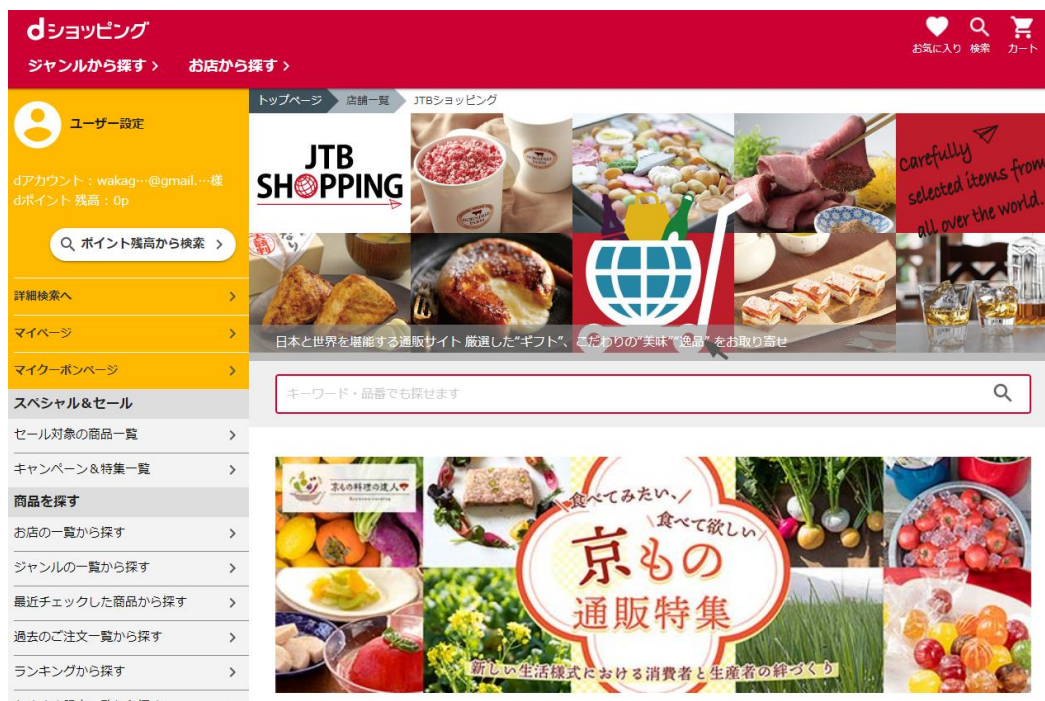 dショッピング
お気に入り 検索 カート
ジャンルから探す › お店から探す ›
ユーザー設定
dアカウント：wakag…@gmail.…様
dポイント 残高：0p
ポイント残高から検索 ›
詳細検索へ
マイページ
マイクーポンページ
スペシャル&セール
セール対象の商品一覧
キャンペーン＆特集一覧
商品を探す
お店の一覧から探す
ジャンルの一覧から探す
最近チェックした商品から探す
過去のご注文一覧から探す
ランキングから探す
トップページ 店舗一覧 JTBショッピング
JTB
SHOPPING
carefully
selected items from
all over the world.
日本と世界を堪能する通販サイト 厳選した“ギフト”、こだわりの“美味”“逸品” をお取り寄せ
キーワード・品番でも探せます
京もの料理の達人
食べてみたい、
食べて欲しい
京もの
通販特集
新しい生活様式における消費者と生産者の絆づくり